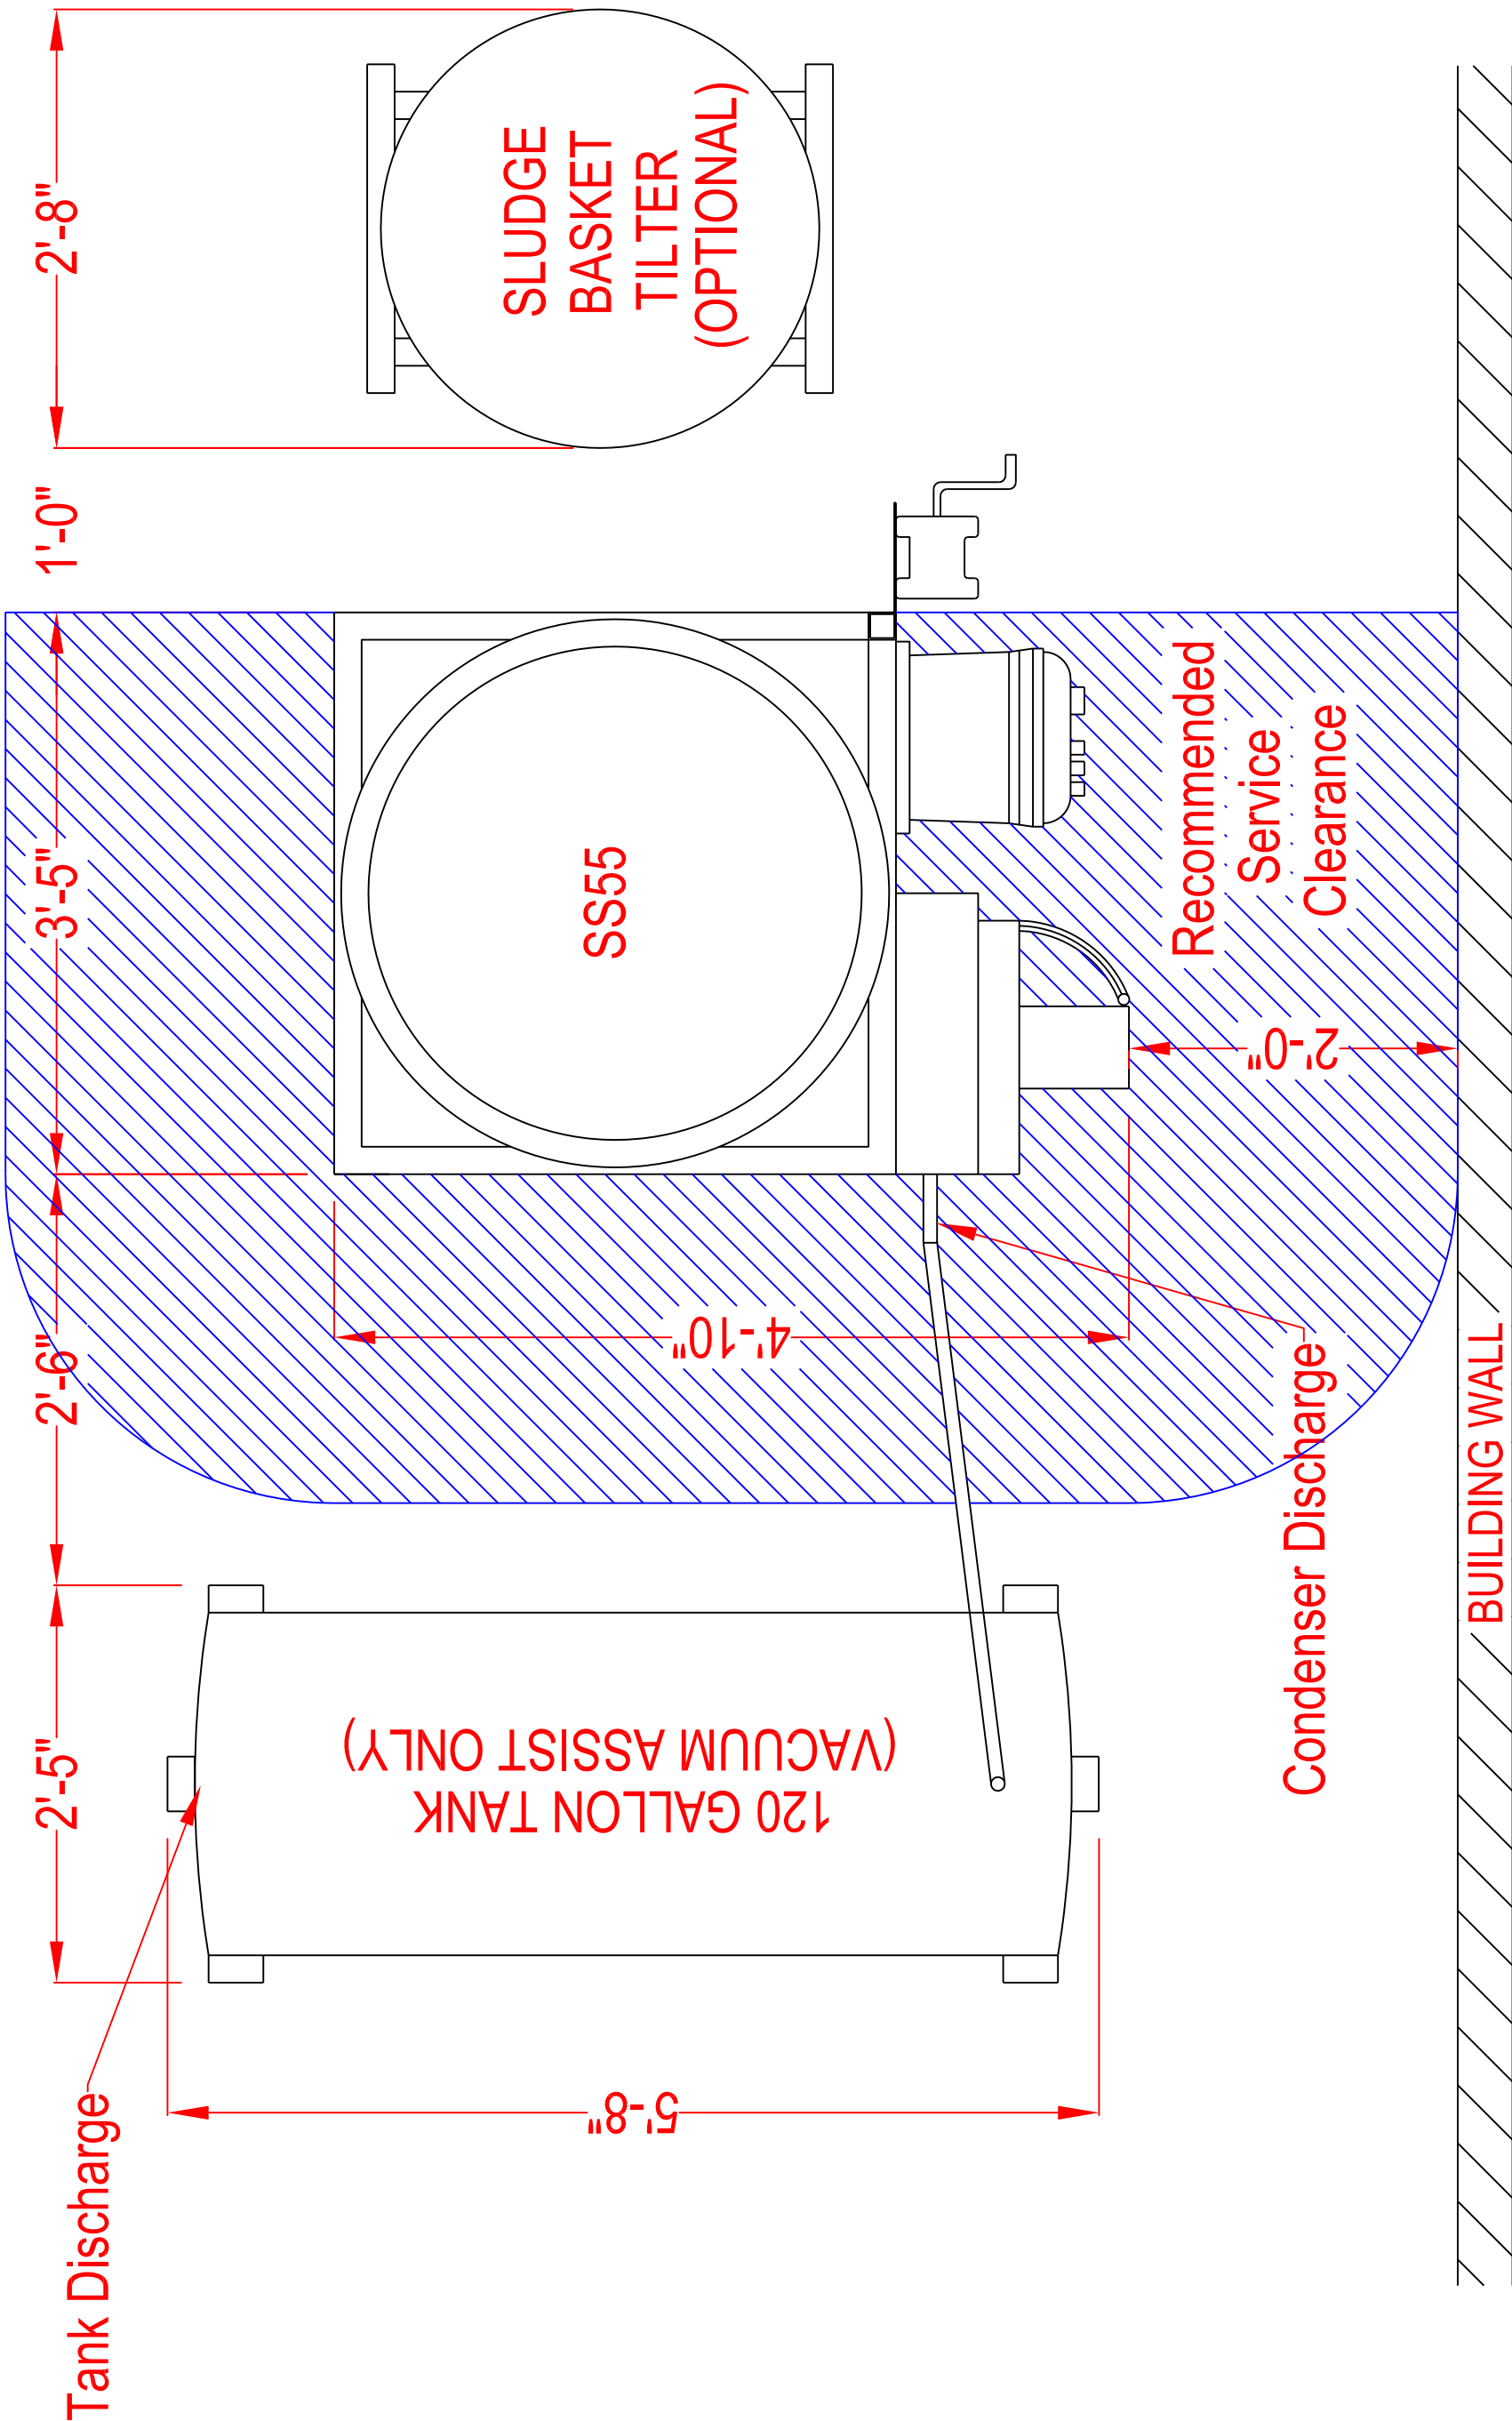 2'-8"
SLUDGE
BASKET
TILTER
(OPTIONAL)
1'-0"
3'-5"
SS55
Recommended
Service
Clearance
2'-0"
2'-6"
4'-10"
Condenser Discharge
BUILDING WALL
2'-5"
120 GALLON TANK
(VACUUM ASSIST ONLY)
5'-8"
Tank Discharge